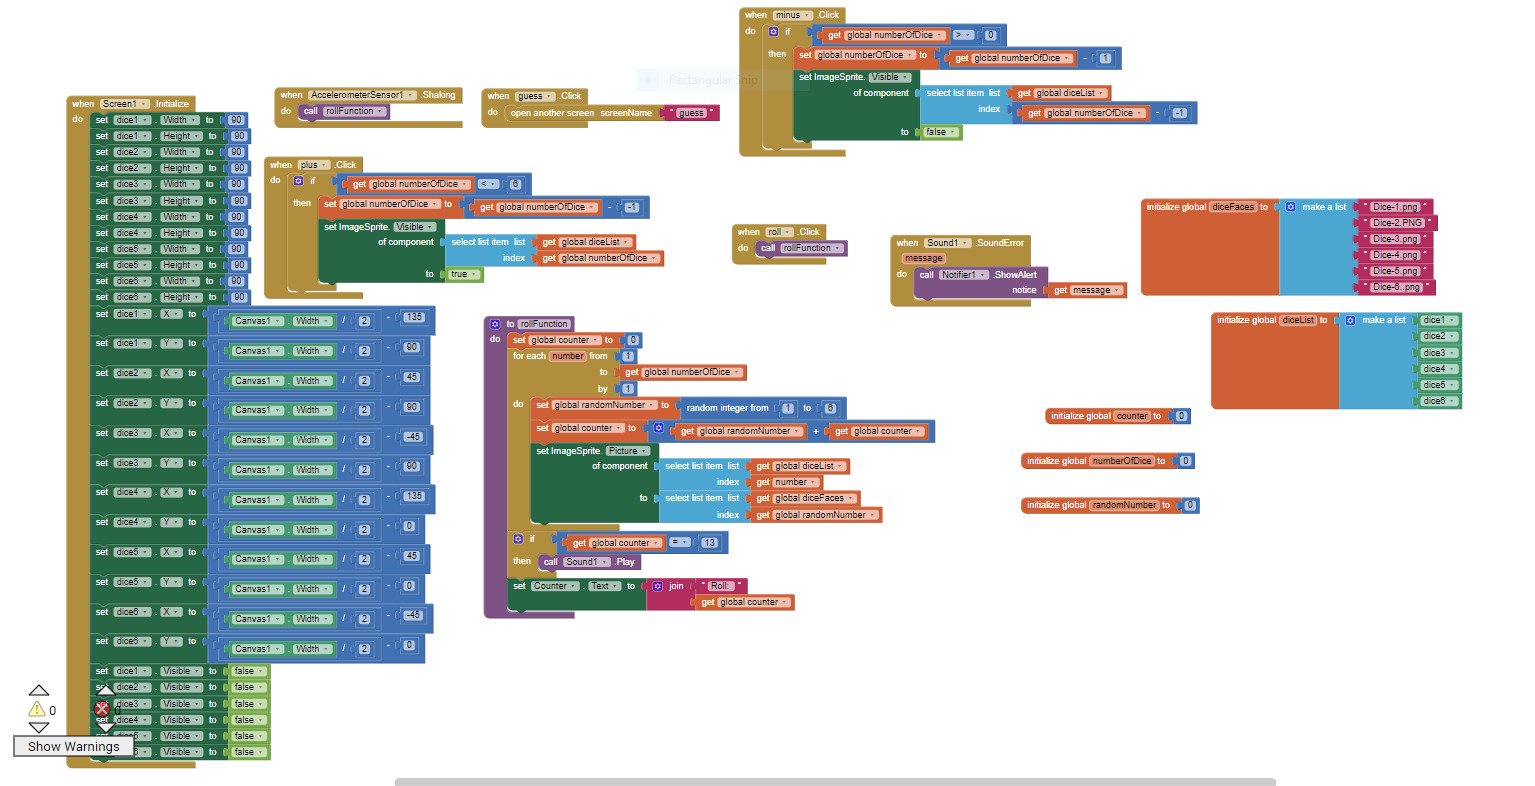 when Screen1 .Initialize
do set dice1 . Width to 90
set dice1 . Height to 90
set dice2 . Width to 90
set dice2 . Height to 90
set dice3 . Width to 90
set dice3 . Height to 90
set dice4 . Width to 90
set dice4 . Height to 90
set dice5 . Width to 90
set dice5 . Height to 90
set dice6 . Width to 90
set dice6 . Height to 90
set dice1 . X to Canvas1 . Width / 2 - 135
set dice1 . Y to Canvas1 . Width / 2 - 90
set dice2 . X to Canvas1 . Width / 2 - 45
set dice2 . Y to Canvas1 . Width / 2 - 90
set dice3 . X to Canvas1 . Width / 2 - -45
set dice3 . Y to Canvas1 . Width / 2 - 90
set dice4 . X to Canvas1 . Width / 2 - 135
set dice4 . Y to Canvas1 . Width / 2 - 0
set dice5 . X to Canvas1 . Width / 2 - 45
set dice5 . Y to Canvas1 . Width / 2 - 0
set dice6 . X to Canvas1 . Width / 2 - -45
set dice6 . Y to Canvas1 . Width / 2 - 0
set dice1 . Visible to false
set dice2 . Visible to false
dice3 . Visible to false
set dice4 . Visible to false
. Visible to false
. Visible to false
0
0
Show Warnings
when AccelerometerSensor1 .Shaking
do call rollFunction
when guess .Click
do open another screen screenName " guess "
Rectangular Snip
when minus .Click
do if get global numberOfDice > 0
then set global numberOfDice to get global numberOfDice - 1
set ImageSprite. Visible
of component select list item list get global diceList
index get global numberOfDice - -1
to false
when plus .Click
do if get global numberOfDice < 6
then set global numberOfDice to get global numberOfDice - -1
set ImageSprite. Visible
of component select list item list get global diceList
index get global numberOfDice
to true
when roll .Click
do call rollFunction
when Sound1 .SoundError
message
do call Notifier1 .ShowAlert
notice get message
to rollFunction
do set global counter to 0
for each number from 1
to get global numberOfDice
by 1
do set global randomNumber to random integer from 1 to 6
set global counter to get global randomNumber + get global counter
set ImageSprite. Picture
of component select list item list get global diceList
index get number
to select list item list get global diceFaces
index get global randomNumber
if get global counter = 13
then call Sound1 .Play
set Counter . Text to join " Roll: "
get global counter
initialize global diceFaces to make a list " Dice-1.png "
" Dice-2.PNG "
" Dice-3.png "
" Dice-4.png "
" Dice-5.png "
" Dice-6..png "
initialize global diceList to make a list dice1
dice2
dice3
dice4
dice5
dice6
initialize global counter to 0
initialize global numberOfDice to 0
initialize global randomNumber to 0